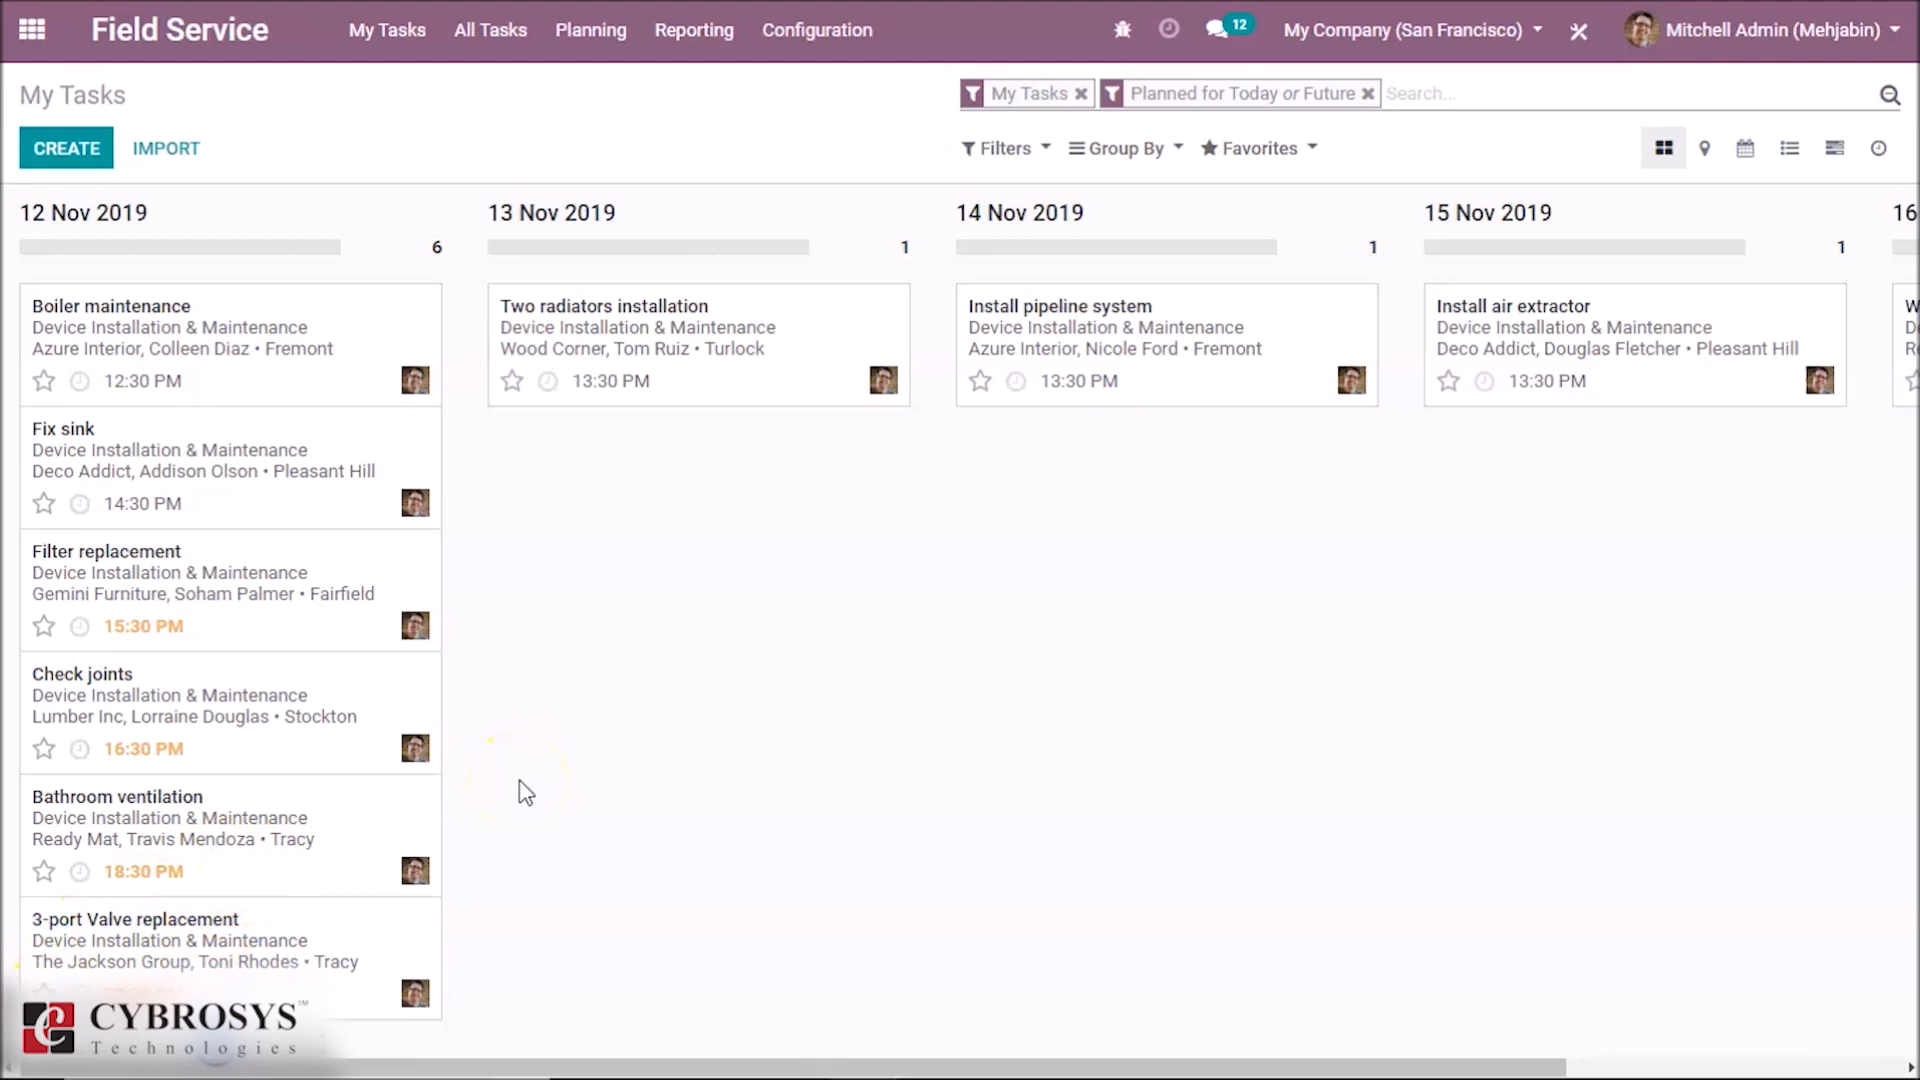 Field Service
My Tasks
All Tasks
Planning
Reporting
Configuration
12
My Company (San Francisco)
Mitchell Admin (Mehjabin)
My Tasks
My Tasks
Planned for Today or Future
Search...
CREATE
IMPORT
Filters
Group By
Favorites
12 Nov 2019
6
Boiler maintenance
Device Installation & Maintenance
Azure Interior, Colleen Diaz • Fremont
12:30 PM
Fix sink
Device Installation & Maintenance
Deco Addict, Addison Olson • Pleasant Hill
14:30 PM
Filter replacement
Device Installation & Maintenance
Gemini Furniture, Soham Palmer • Fairfield
15:30 PM
Check joints
Device Installation & Maintenance
Lumber Inc, Lorraine Douglas • Stockton
16:30 PM
Bathroom ventilation
Device Installation & Maintenance
Ready Mat, Travis Mendoza • Tracy
18:30 PM
3-port Valve replacement
Device Installation & Maintenance
The Jackson Group, Toni Rhodes • Tracy
13 Nov 2019
1
Two radiators installation
Device Installation & Maintenance
Wood Corner, Tom Ruiz • Turlock
13:30 PM
14 Nov 2019
1
Install pipeline system
Device Installation & Maintenance
Azure Interior, Nicole Ford • Fremont
13:30 PM
15 Nov 2019
1
Install air extractor
Device Installation & Maintenance
Deco Addict, Douglas Fletcher • Pleasant Hill
13:30 PM
16
CYBROSYS™
Technologies